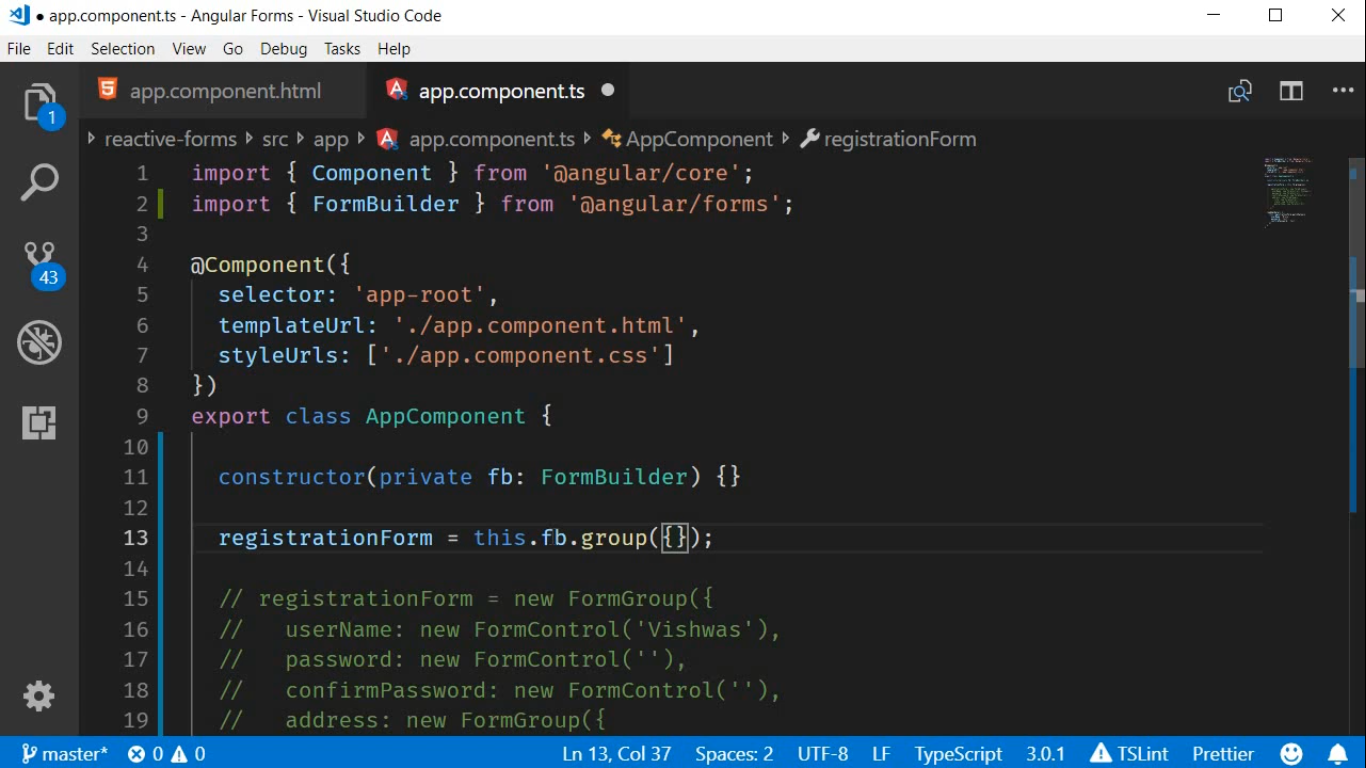 app.component.ts - Angular Forms - Visual Studio Code
File Edit Selection View Go Debug Tasks Help
app.component.html app.component.ts
reactive-forms src app app.component.ts AppComponent registrationForm
1 import { Component } from '@angular/core';
2 import { FormBuilder } from '@angular/forms';
3
4 @Component({
5 selector: 'app-root',
6 templateUrl: './app.component.html',
7 styleUrls: ['./app.component.css']
8 })
9 export class AppComponent {
10
11 constructor(private fb: FormBuilder) {}
12
13 registrationForm = this.fb.group({});
14
15 // registrationForm = new FormGroup({
16 //   userName: new FormControl('Vishwas'),
17 //   password: new FormControl(''),
18 //   confirmPassword: new FormControl(''),
19 //   address: new FormGroup({
1
43
master* 0 0 Ln 13, Col 37 Spaces: 2 UTF-8 LF TypeScript 3.0.1 TSLint Prettier